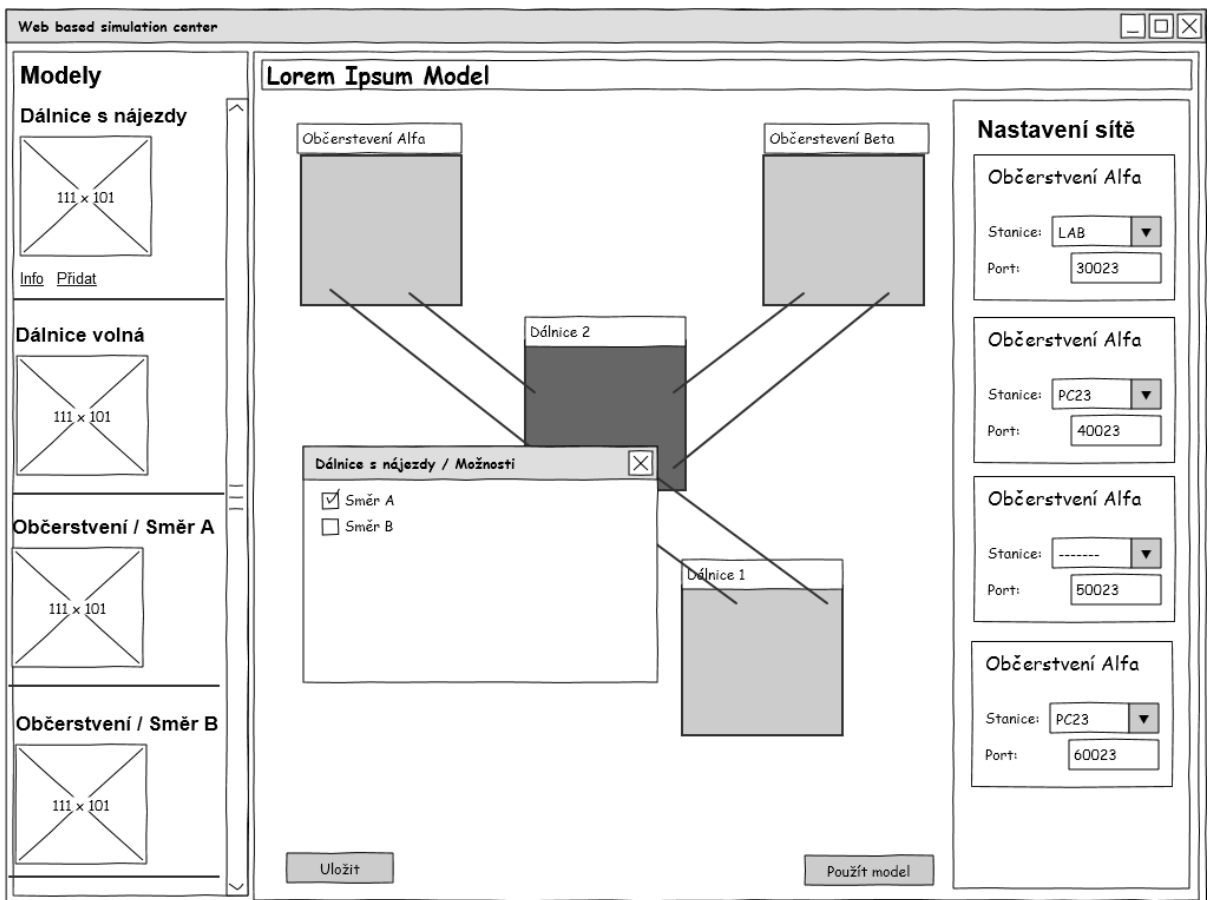 Web based simulation center
Modely
Dálnice s nájezdy
111 x 101
Info Přidat
Dálnice volná
111 x 101
Občerstvení / Směr A
111 x 101
Občerstvení / Směr B
111 x 101
Lorem Ipsum Model
Občerstevení Alfa
Občerstevení Beta
Dálnice 2
Dálnice s nájezdy / Možnosti
Směr A
Směr B
Dálnice 1
Uložit
Použít model
Nastavení sítě
Občerstvení Alfa
Stanice: LAB
Port: 30023
Občerstvení Alfa
Stanice: PC23
Port: 40023
Občerstvení Alfa
Stanice: -------
Port: 50023
Občerstvení Alfa
Stanice: PC23
Port: 60023